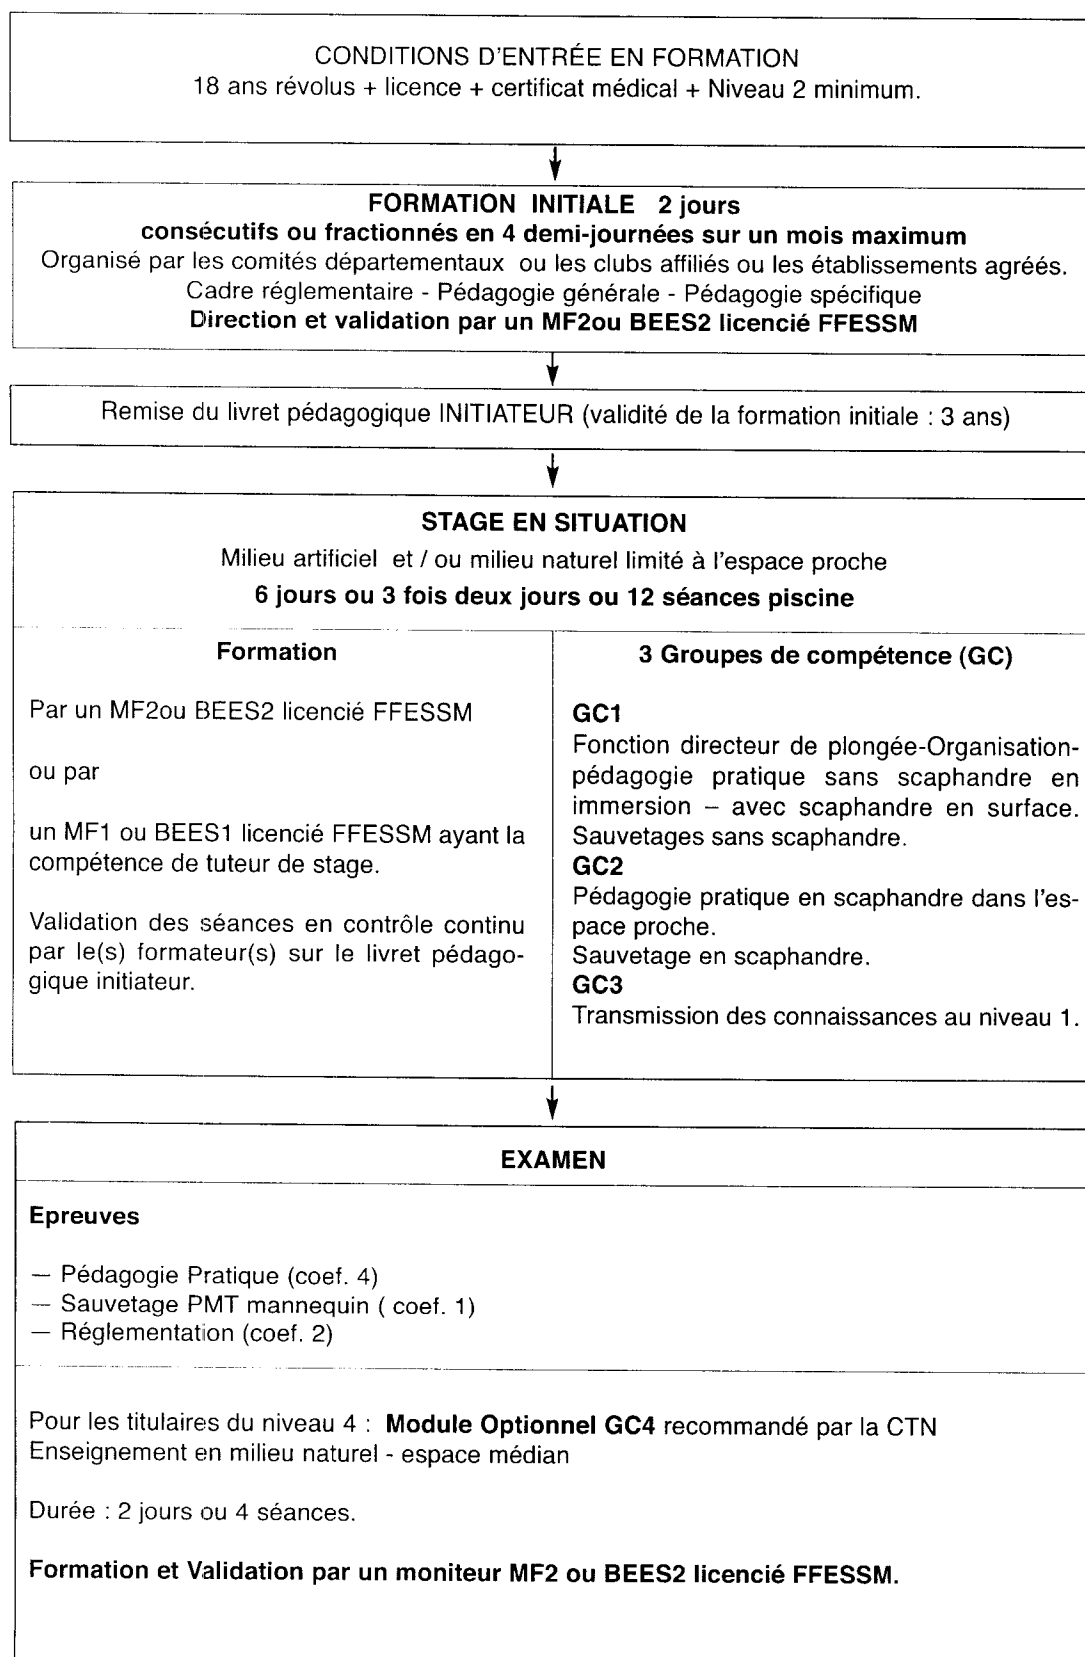 CONDITIONS D'ENTRÉE EN FORMATION
18 ans révolus + licence + certificat médical + Niveau 2 minimum.
FORMATION INITIALE 2 jours
consécutifs ou fractionnés en 4 demi-journées sur un mois maximum
Organisé par les comités départementaux ou les clubs affiliés ou les établissements agréés.
Cadre réglementaire - Pédagogie générale - Pédagogie spécifique
Direction et validation par un MF2ou BEES2 licencié FFESSM
Remise du livret pédagogique INITIATEUR (validité de la formation initiale : 3 ans)
STAGE EN SITUATION
Milieu artificiel et / ou milieu naturel limité à l'espace proche
6 jours ou 3 fois deux jours ou 12 séances piscine
Formation
Par un MF2ou BEES2 licencié FFESSM
ou par
un MF1 ou BEES1 licencié FFESSM ayant la
compétence de tuteur de stage.
Validation des séances en contrôle continu
par le(s) formateur(s) sur le livret pédago-
gique initiateur.
3 Groupes de compétence (GC)
GC1
Fonction directeur de plongée-Organisation-
pédagogie pratique sans scaphandre en
immersion – avec scaphandre en surface.
Sauvetages sans scaphandre.
GC2
Pédagogie pratique en scaphandre dans l'es-
pace proche.
Sauvetage en scaphandre.
GC3
Transmission des connaissances au niveau 1.
EXAMEN
Epreuves
— Pédagogie Pratique (coef. 4)
— Sauvetage PMT mannequin ( coef. 1)
— Réglementation (coef. 2)
Pour les titulaires du niveau 4 : Module Optionnel GC4 recommandé par la CTN
Enseignement en milieu naturel - espace médian
Durée : 2 jours ou 4 séances.
Formation et Validation par un moniteur MF2 ou BEES2 licencié FFESSM.